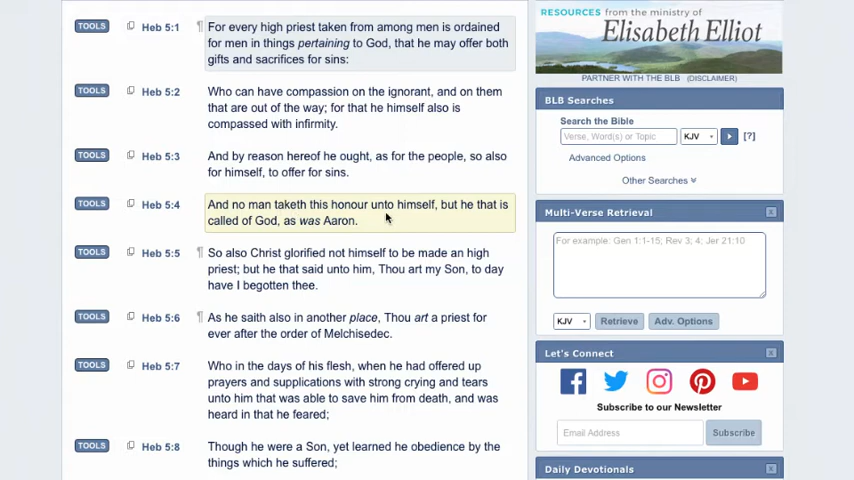 TOOLS Heb 5:1 ¶ For every high priest taken from among men is ordained
for men in things pertaining to God, that he may offer both
gifts and sacrifices for sins:
TOOLS Heb 5:2 Who can have compassion on the ignorant, and on them
that are out of the way; for that he himself also is
compassed with infirmity.
TOOLS Heb 5:3 And by reason hereof he ought, as for the people, so also
for himself, to offer for sins.
TOOLS Heb 5:4 And no man taketh this honour unto himself, but he that is
called of God, as was Aaron.
TOOLS Heb 5:5 ¶ So also Christ glorified not himself to be made an high
priest; but he that said unto him, Thou art my Son, to day
have I begotten thee.
TOOLS Heb 5:6 ¶ As he saith also in another place, Thou art a priest for
ever after the order of Melchisedec.
TOOLS Heb 5:7 Who in the days of his flesh, when he had offered up
prayers and supplications with strong crying and tears
unto him that was able to save him from death, and was
heard in that he feared;
TOOLS Heb 5:8 Though he were a Son, yet learned he obedience by the
things which he suffered;
RESOURCES from the ministry of
Elisabeth Elliot
PARTNER WITH THE BLB (DISCLAIMER)
BLB Searches
Search the Bible
Verse, Word(s) or Topic KJV [?]
Advanced Options
Other Searches
Multi-Verse Retrieval x
For example: Gen 1:1-15; Rev 3; 4; Jer 21:10
KJV Retrieve Adv. Options
Let's Connect x
Subscribe to our Newsletter
Email Address Subscribe
Daily Devotionals x